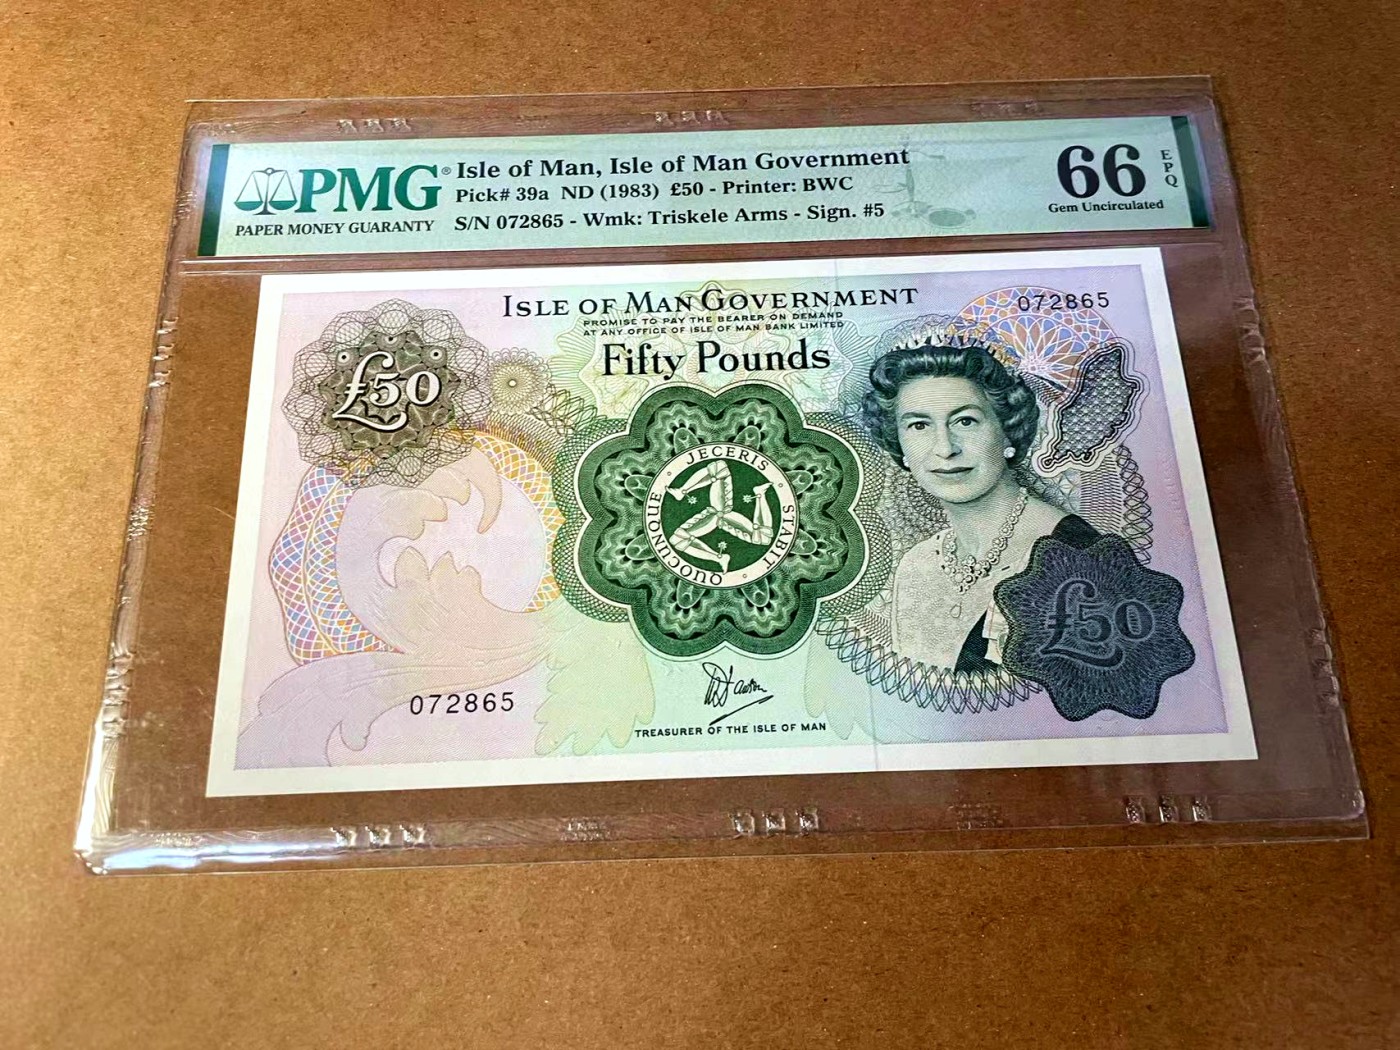 PMG®
PAPER MONEY GUARANTY
Isle of Man, Isle of Man Government
Pick# 39a ND (1983) £50 - Printer: BWC
S/N 072865 - Wmk: Triskele Arms - Sign. #5
66
EPQ
Gem Uncirculated
ISLE OF MAN GOVERNMENT
PROMISE TO PAY THE BEARER ON DEMAND
AT ANY OFFICE OF ISLE OF MAN BANK LIMITED
Fifty Pounds
072865
£50
QUOCUNQUE · JECERIS · STABIT ·
£50
072865
TREASURER OF THE ISLE OF MAN